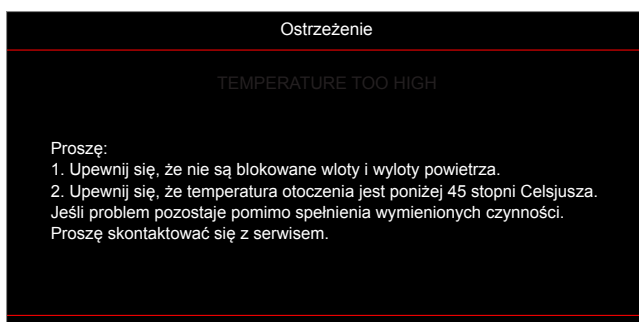 Ostrzeżenie
TEMPERATURE TOO HIGH
Proszę:
1. Upewnij się, że nie są blokowane wloty i wyloty powietrza.
2. Upewnij się, że temperatura otoczenia jest poniżej 45 stopni Celsjusza.
Jeśli problem pozostaje pomimo spełnienia wymienionych czynności.
Proszę skontaktować się z serwisem.